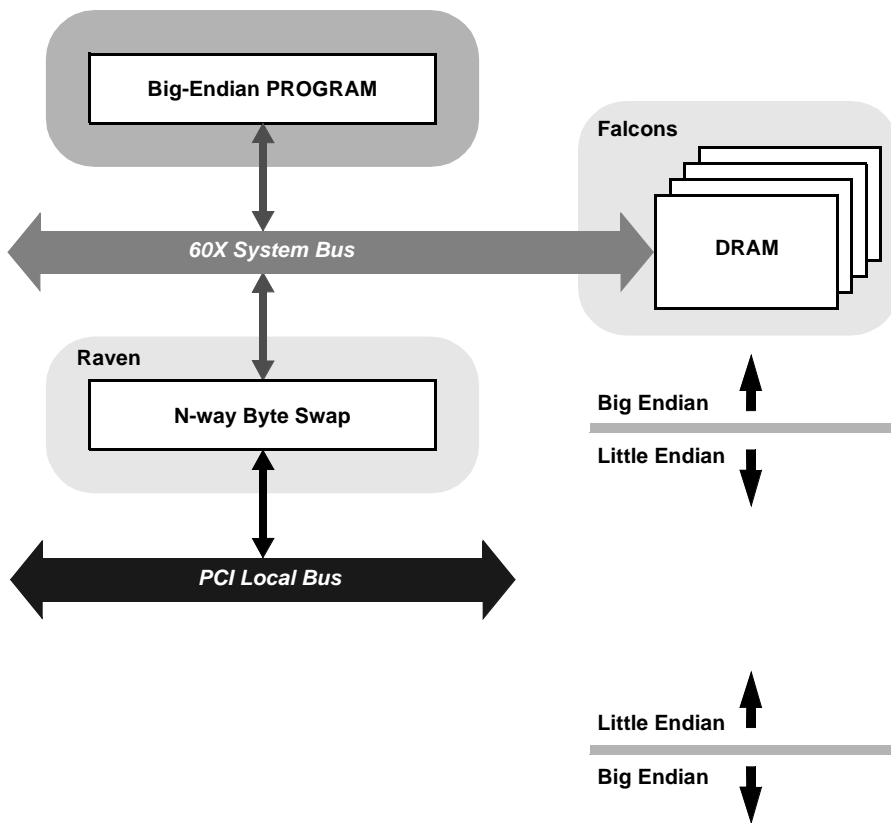 Big-Endian PROGRAM
Falcons
DRAM
60X System Bus
Raven
N-way Byte Swap
Big Endian
Little Endian
PCI Local Bus
Little Endian
Big Endian